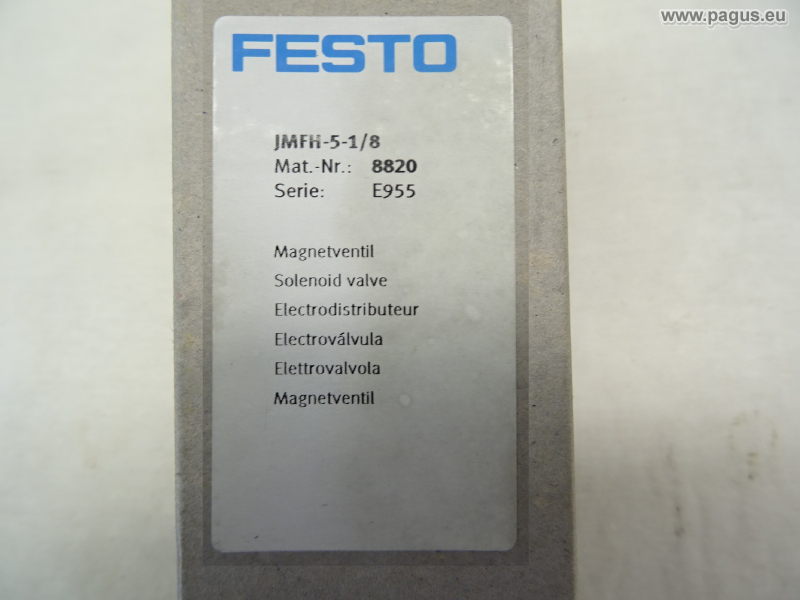 www.pagus.eu
FESTO
JMFH-5-1/8
Mat.-Nr.: 8820
Serie: E955
Magnetventil
Solenoid valve
Electrodistributeur
Electroválvula
Elettrovalvola
Magnetventil